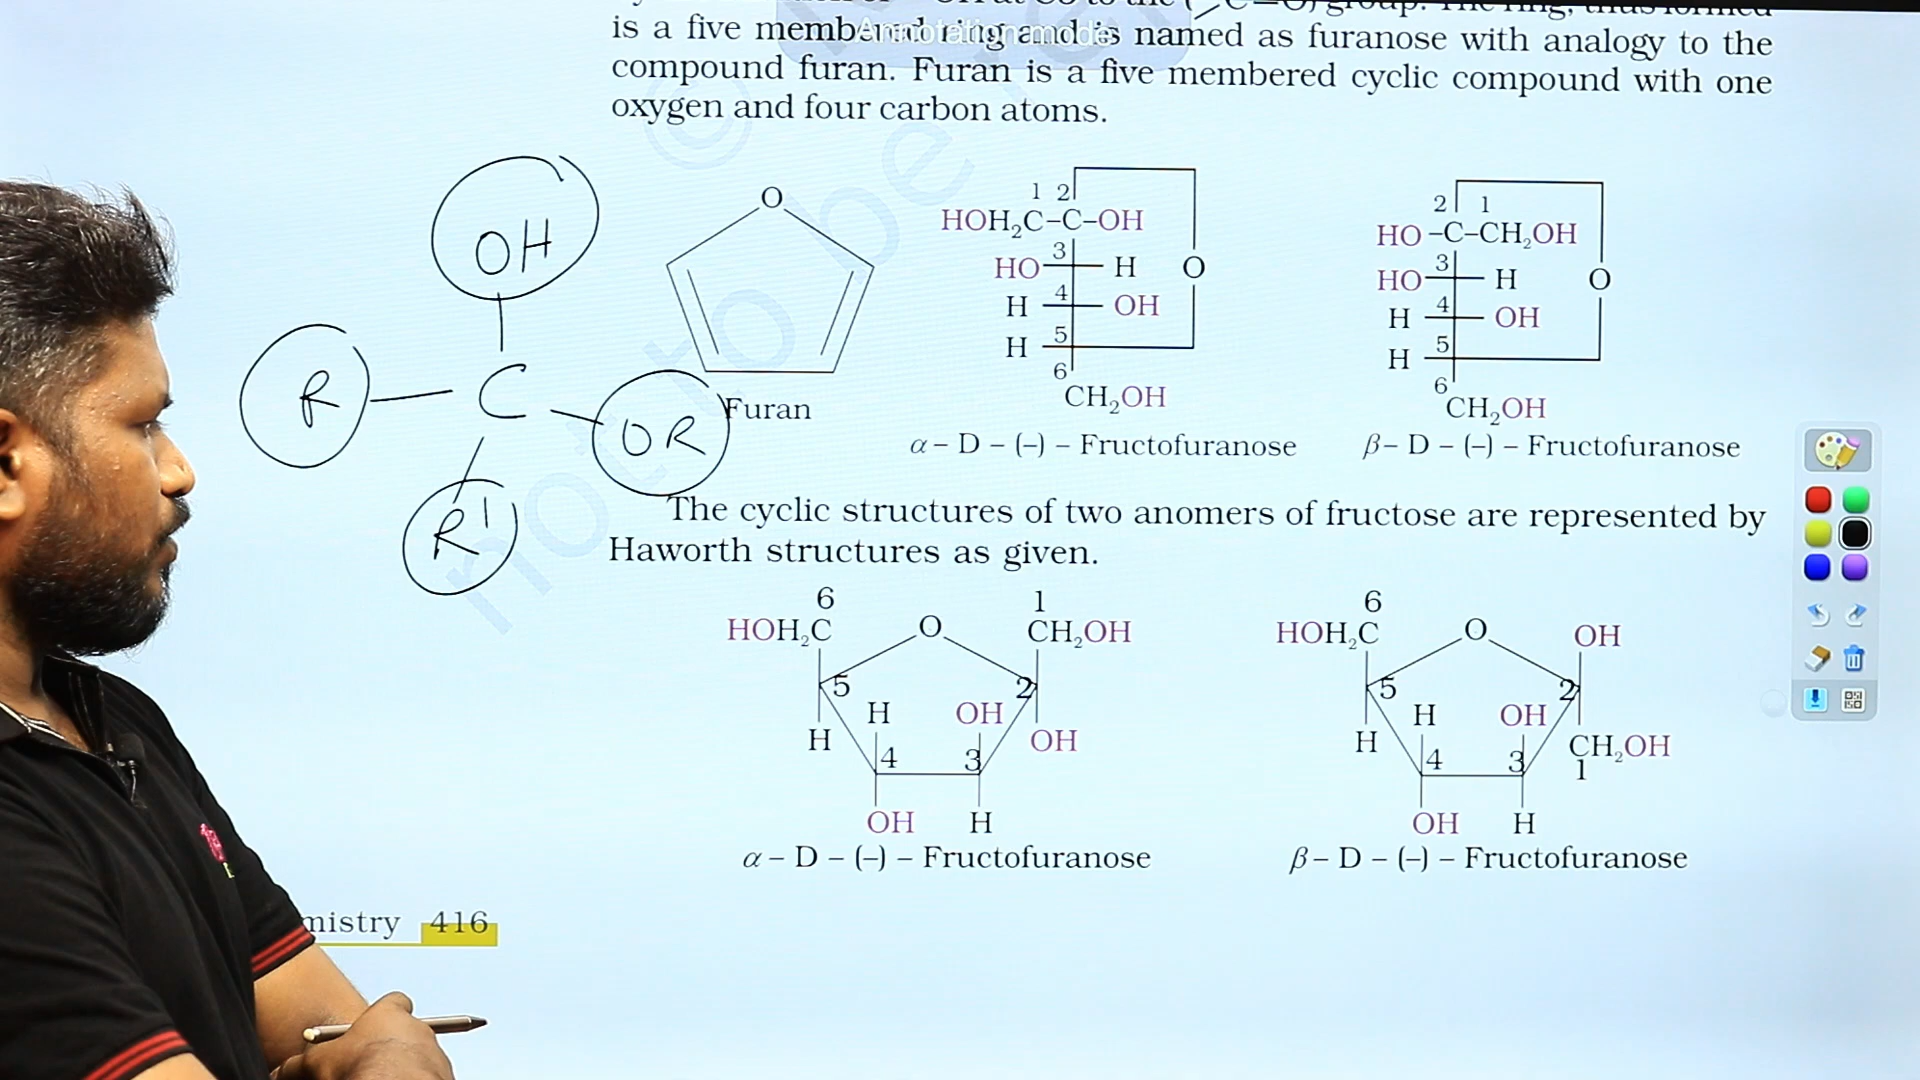 is a five membered ring and is named as furanose with analogy to the
compound furan. Furan is a five membered cyclic compound with one
oxygen and four carbon atoms.
Annotation mode
© not to be
OH
R C OR
R'
O
Furan
1 2
HOH₂C–C–OH
3
HO H O
4
H OH
5
H
6
CH₂OH
α – D – (–) – Fructofuranose
2 1
HO –C–CH₂OH
3
HO H O
4
H OH
5
H
6
CH₂OH
β – D – (–) – Fructofuranose
The cyclic structures of two anomers of fructose are represented by
Haworth structures as given.
6 1
HOH₂C O CH₂OH
5 2
H OH
H 4 3 OH
OH H
α – D – (–) – Fructofuranose
6
HOH₂C O OH
5 2
H OH
H 4 3 CH₂OH
1
OH H
β – D – (–) – Fructofuranose
mistry 416